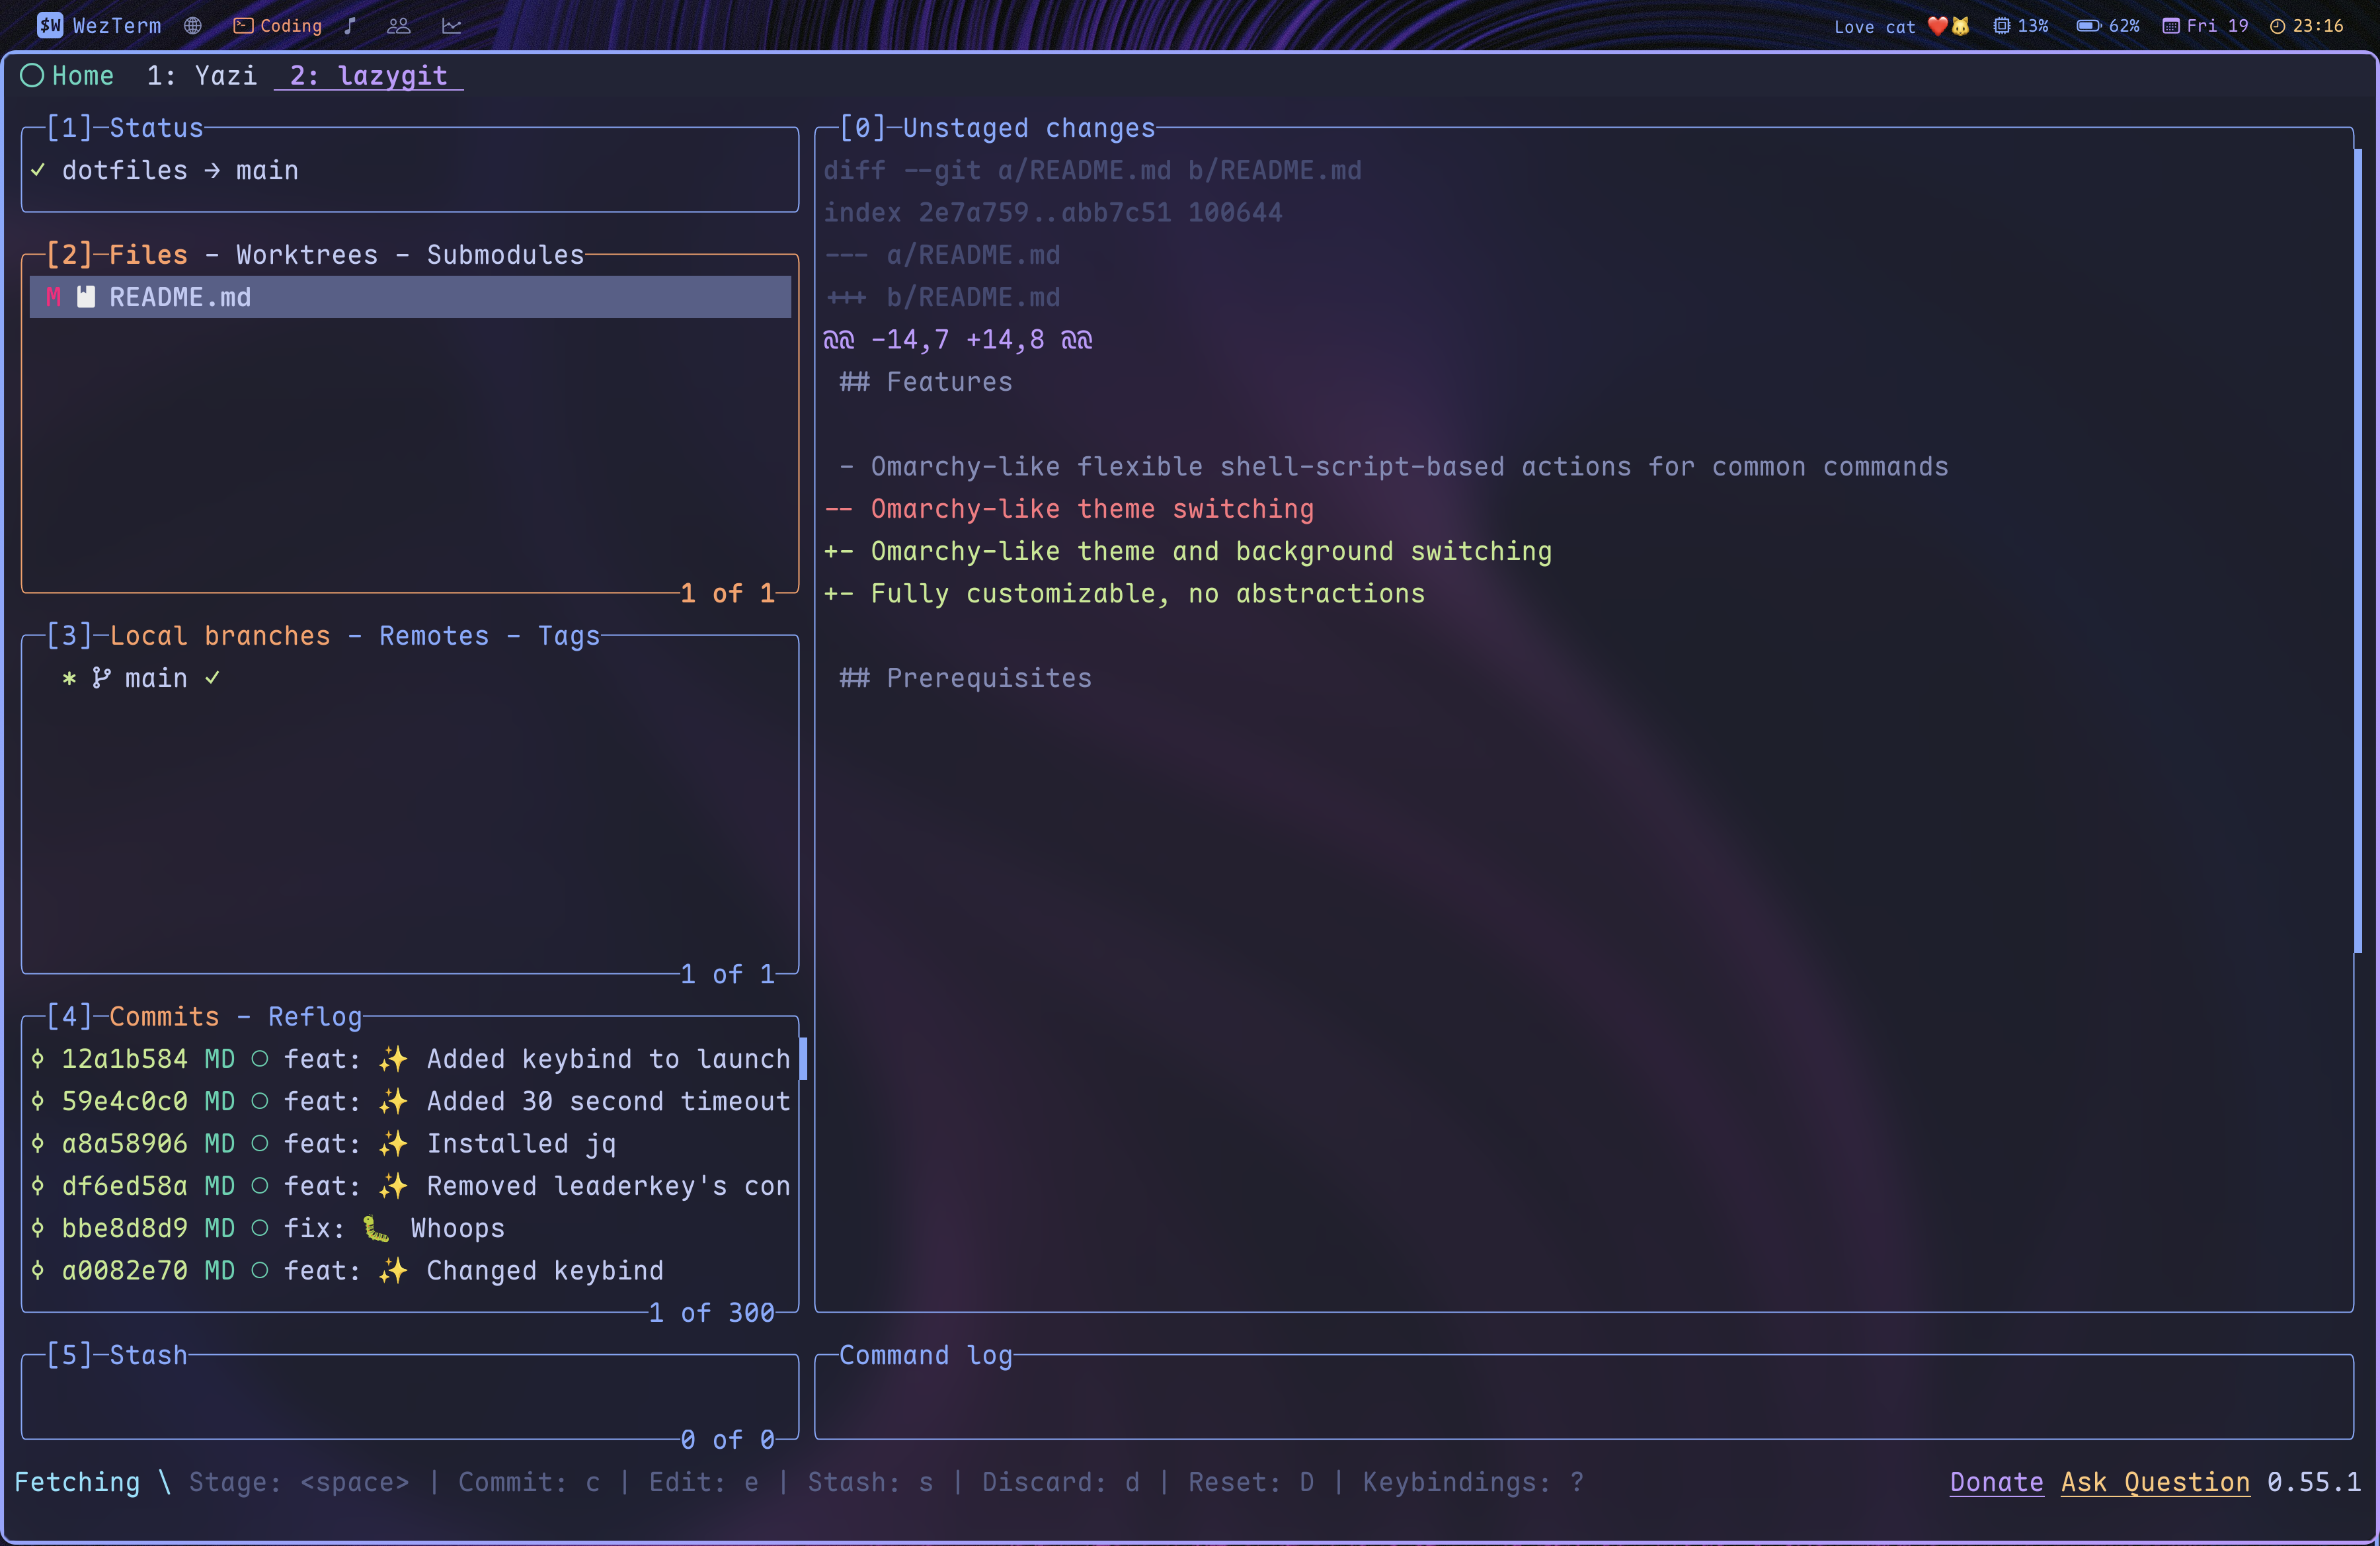 $W WezTerm Coding Love cat ❤️🐱 13% 62% Fri 19 23:16
Home 1: Yazi 2: lazygit
[1]─Status
✓ dotfiles → main
[2]─Files - Worktrees - Submodules
M README.md
1 of 1
[3]─Local branches - Remotes - Tags
* main ✓
1 of 1
[4]─Commits - Reflog
12a1b584 MD ○ feat: ✨ Added keybind to launch
59e4c0c0 MD ○ feat: ✨ Added 30 second timeout
a8a58906 MD ○ feat: ✨ Installed jq
df6ed58a MD ○ feat: ✨ Removed leaderkey's con
bbe8d8d9 MD ○ fix: 🐛 Whoops
a0082e70 MD ○ feat: ✨ Changed keybind
1 of 300
[5]─Stash
0 of 0
[0]─Unstaged changes
diff --git a/README.md b/README.md
index 2e7a759..abb7c51 100644
--- a/README.md
+++ b/README.md
@@ -14,7 +14,8 @@
## Features
- Omarchy-like flexible shell-script-based actions for common commands
-- Omarchy-like theme switching
+- Omarchy-like theme and background switching
+- Fully customizable, no abstractions
## Prerequisites
Command log
Fetching \ Stage: <space> | Commit: c | Edit: e | Stash: s | Discard: d | Reset: D | Keybindings: ? Donate Ask Question 0.55.1